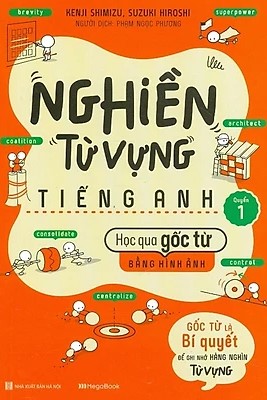 brevity
KENJI SHIMIZU, SUZUKI HIROSHI
superpower
NGƯỜI DỊCH: PHẠM NGỌC PHƯƠNG
NGHIỀN
architect
coalition
TỪ VỰNG
TIẾNG ANH
Quyển
1
Học qua gốc từ
BẰNG HÌNH ẢNH
consolidate
control
centralize
GỐC TỪ LÀ
Bí quyết
ĐỂ GHI NHỚ HÀNG NGHÌN
TỪ VỰNG
NHÀ XUẤT BẢN HÀ NỘI
MegaBook